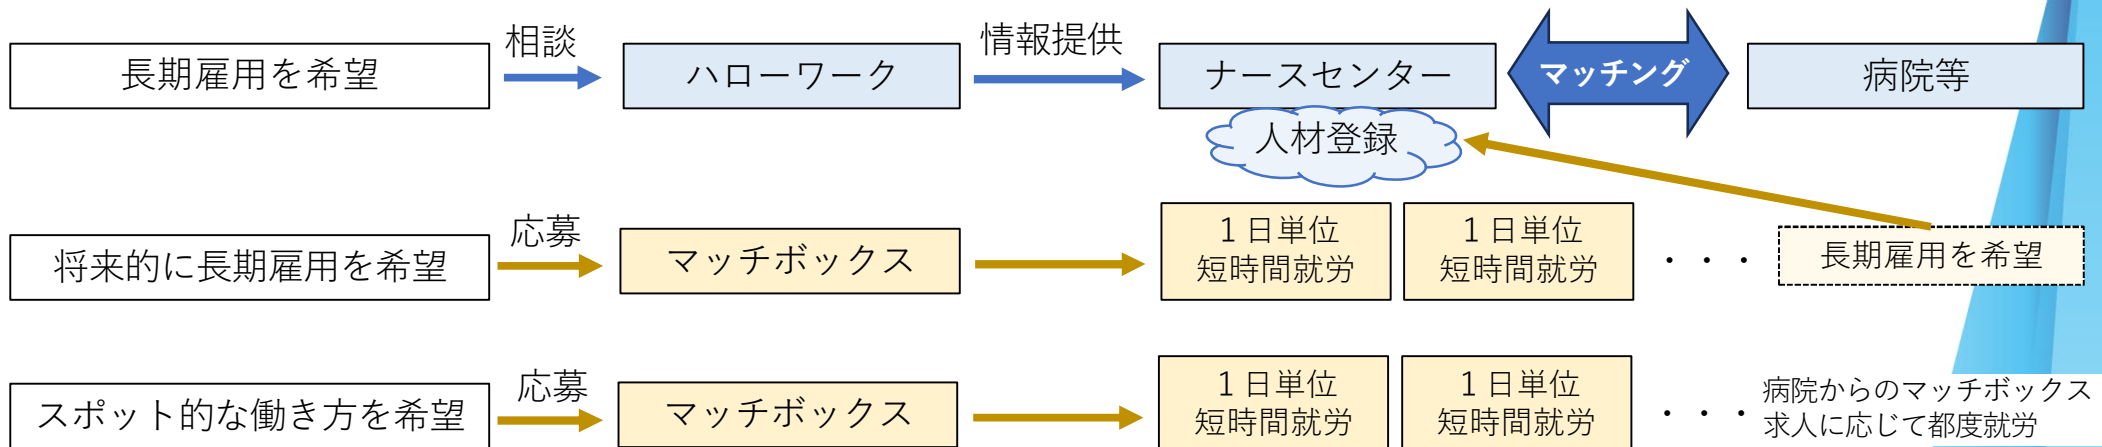 長期雇用を希望
相談
ハローワーク
情報提供
ナースセンター
マッチング
病院等
人材登録
将来的に長期雇用を希望
応募
マッチボックス
１日単位
短時間就労
１日単位
短時間就労
・・・
長期雇用を希望
スポット的な働き方を希望
応募
マッチボックス
１日単位
短時間就労
１日単位
短時間就労
・・・
病院からのマッチボックス
求人に応じて都度就労